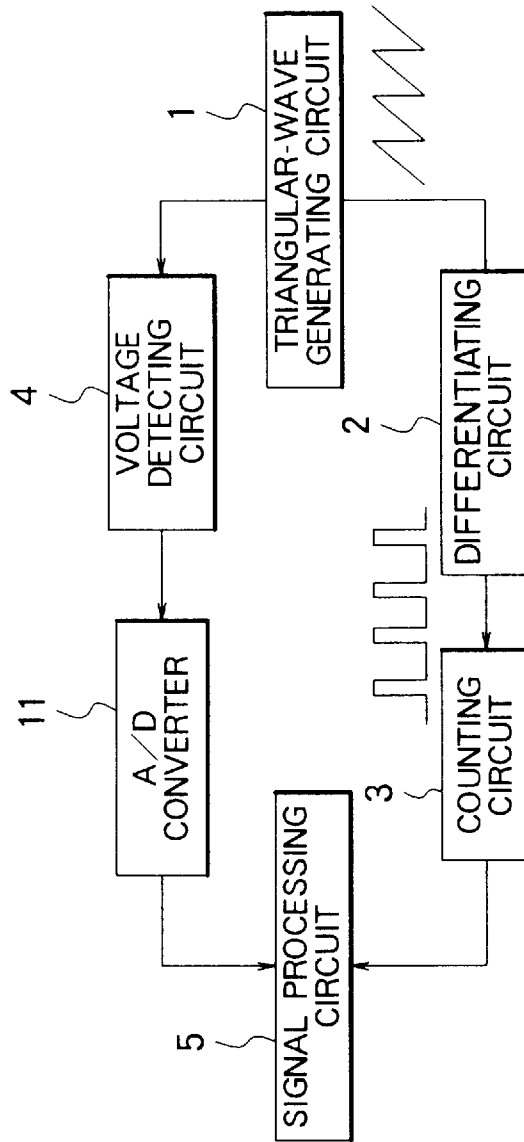 1
TRIANGULAR-WAVE
GENERATING CIRCUIT
4
VOLTAGE
DETECTING
CIRCUIT
11
A/D
CONVERTER
2
DIFFERENTIATING
CIRCUIT
3
COUNTING
CIRCUIT
5
SIGNAL PROCESSING
CIRCUIT